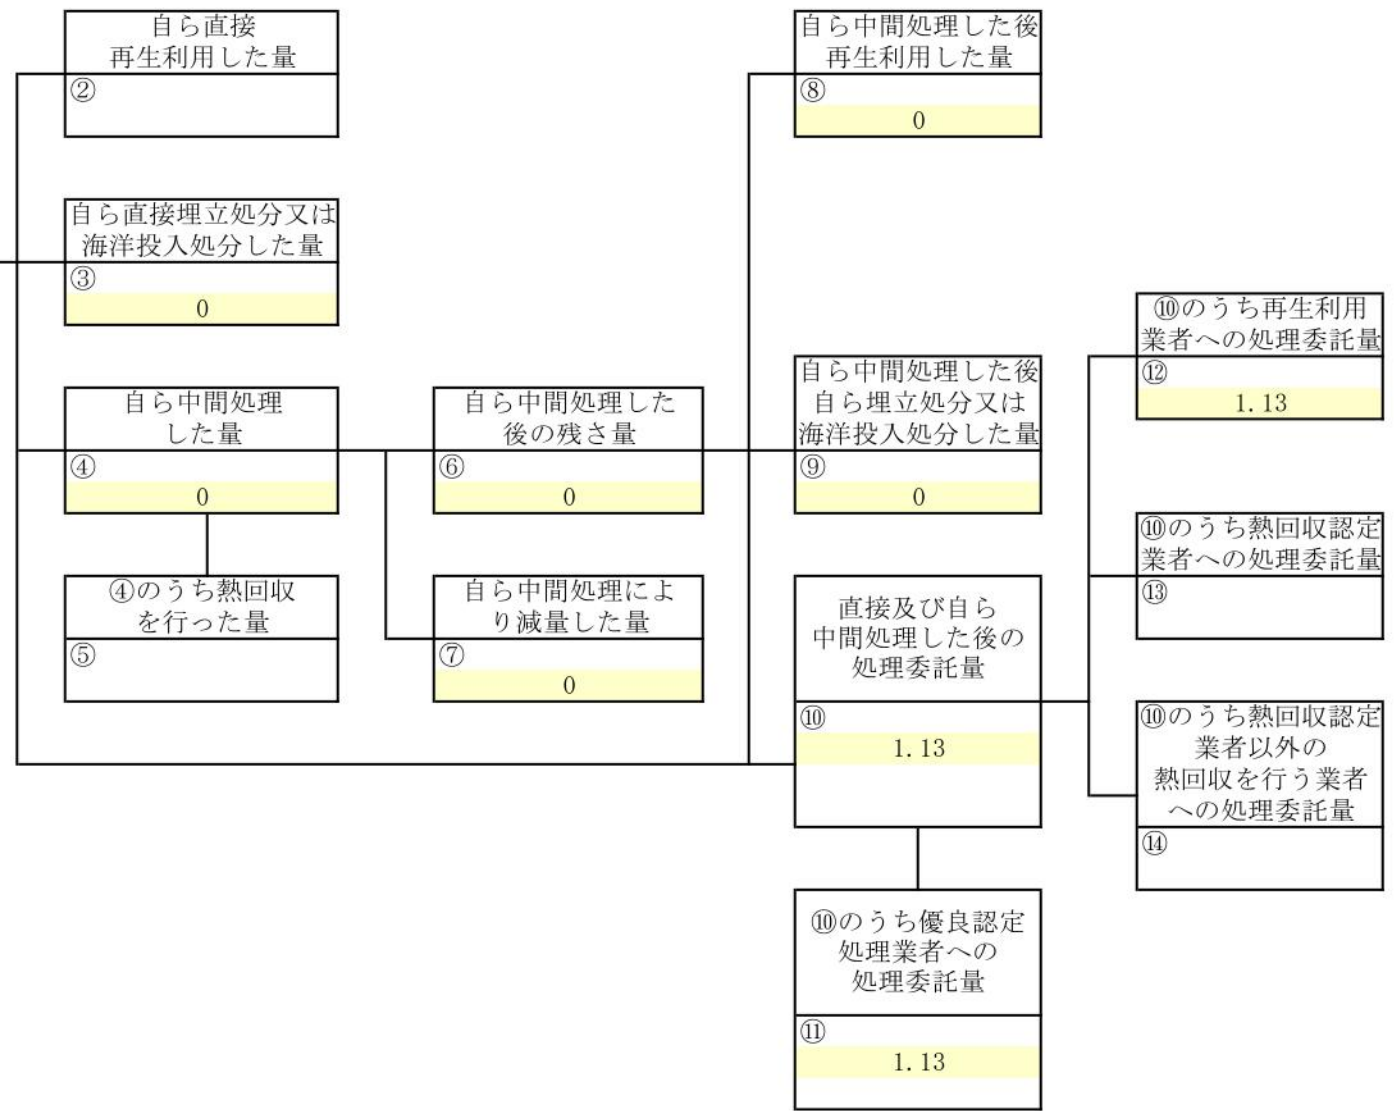 自ら直接
再生利用した量
②
自ら直接埋立処分又は
海洋投入処分した量
③
0
自ら中間処理
した量
④
0
④のうち熱回収
を行った量
⑤
自ら中間処理した
後の残さ量
⑥
0
自ら中間処理によ
り減量した量
⑦
0
自ら中間処理した後
再生利用した量
⑧
0
自ら中間処理した後
自ら埋立処分又は
海洋投入処分した量
⑨
0
直接及び自ら
中間処理した後の
処理委託量
⑩
1.13
⑩のうち優良認定
処理業者への
処理委託量
⑪
1.13
⑩のうち再生利用
業者への処理委託量
⑫
1.13
⑩のうち熱回収認定
業者への処理委託量
⑬
⑩のうち熱回収認定
業者以外の
熱回収を行う業者
への処理委託量
⑭